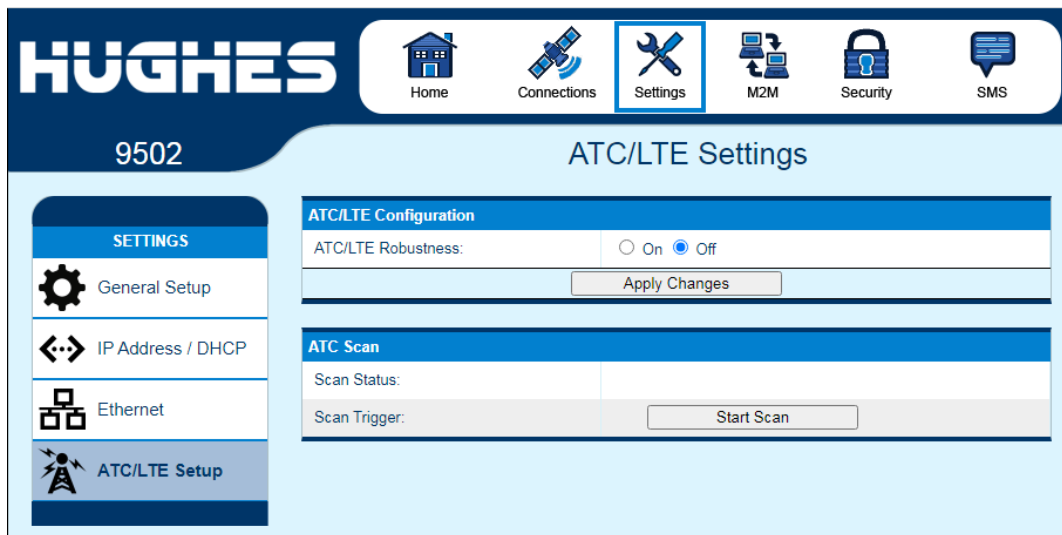 HUGHES
Home
Connections
Settings
M2M
Security
SMS
9502
ATC/LTE Settings
SETTINGS
General Setup
IP Address / DHCP
Ethernet
ATC/LTE Setup
ATC/LTE Configuration
ATC/LTE Robustness: On Off
Apply Changes
ATC Scan
Scan Status:
Scan Trigger: Start Scan